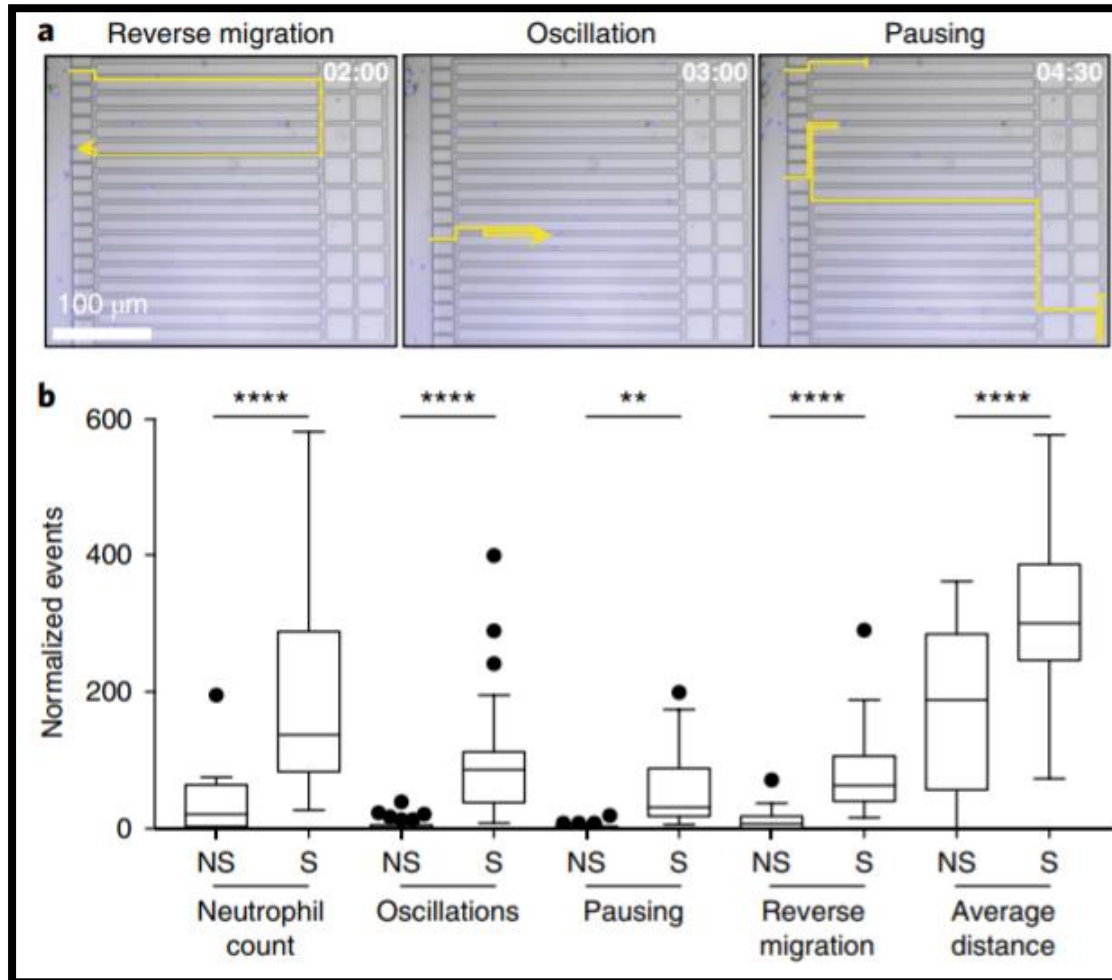 a
Reverse migration
Oscillation
Pausing
02:00
03:00
04:30
100 μm
b
**** **** ** **** ****
600
400
200
0
Normalized events
NS S NS S NS S NS S NS S
Neutrophil
count
Oscillations
Pausing
Reverse
migration
Average
distance